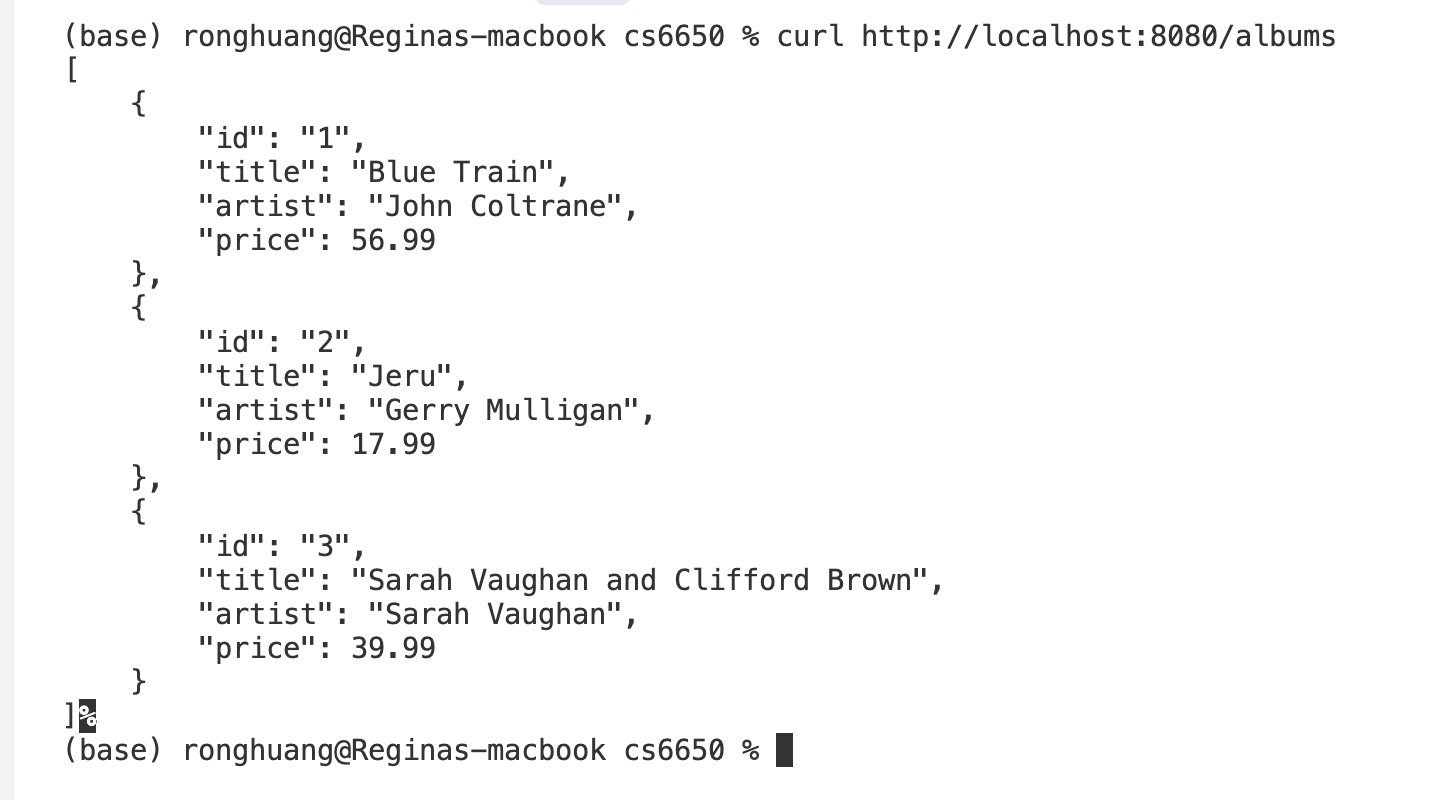 (base) ronghuang@Reginas-macbook cs6650 % curl http://localhost:8080/albums
[
    {
        "id": "1",
        "title": "Blue Train",
        "artist": "John Coltrane",
        "price": 56.99
    },
    {
        "id": "2",
        "title": "Jeru",
        "artist": "Gerry Mulligan",
        "price": 17.99
    },
    {
        "id": "3",
        "title": "Sarah Vaughan and Clifford Brown",
        "artist": "Sarah Vaughan",
        "price": 39.99
    }
]%
(base) ronghuang@Reginas-macbook cs6650 %